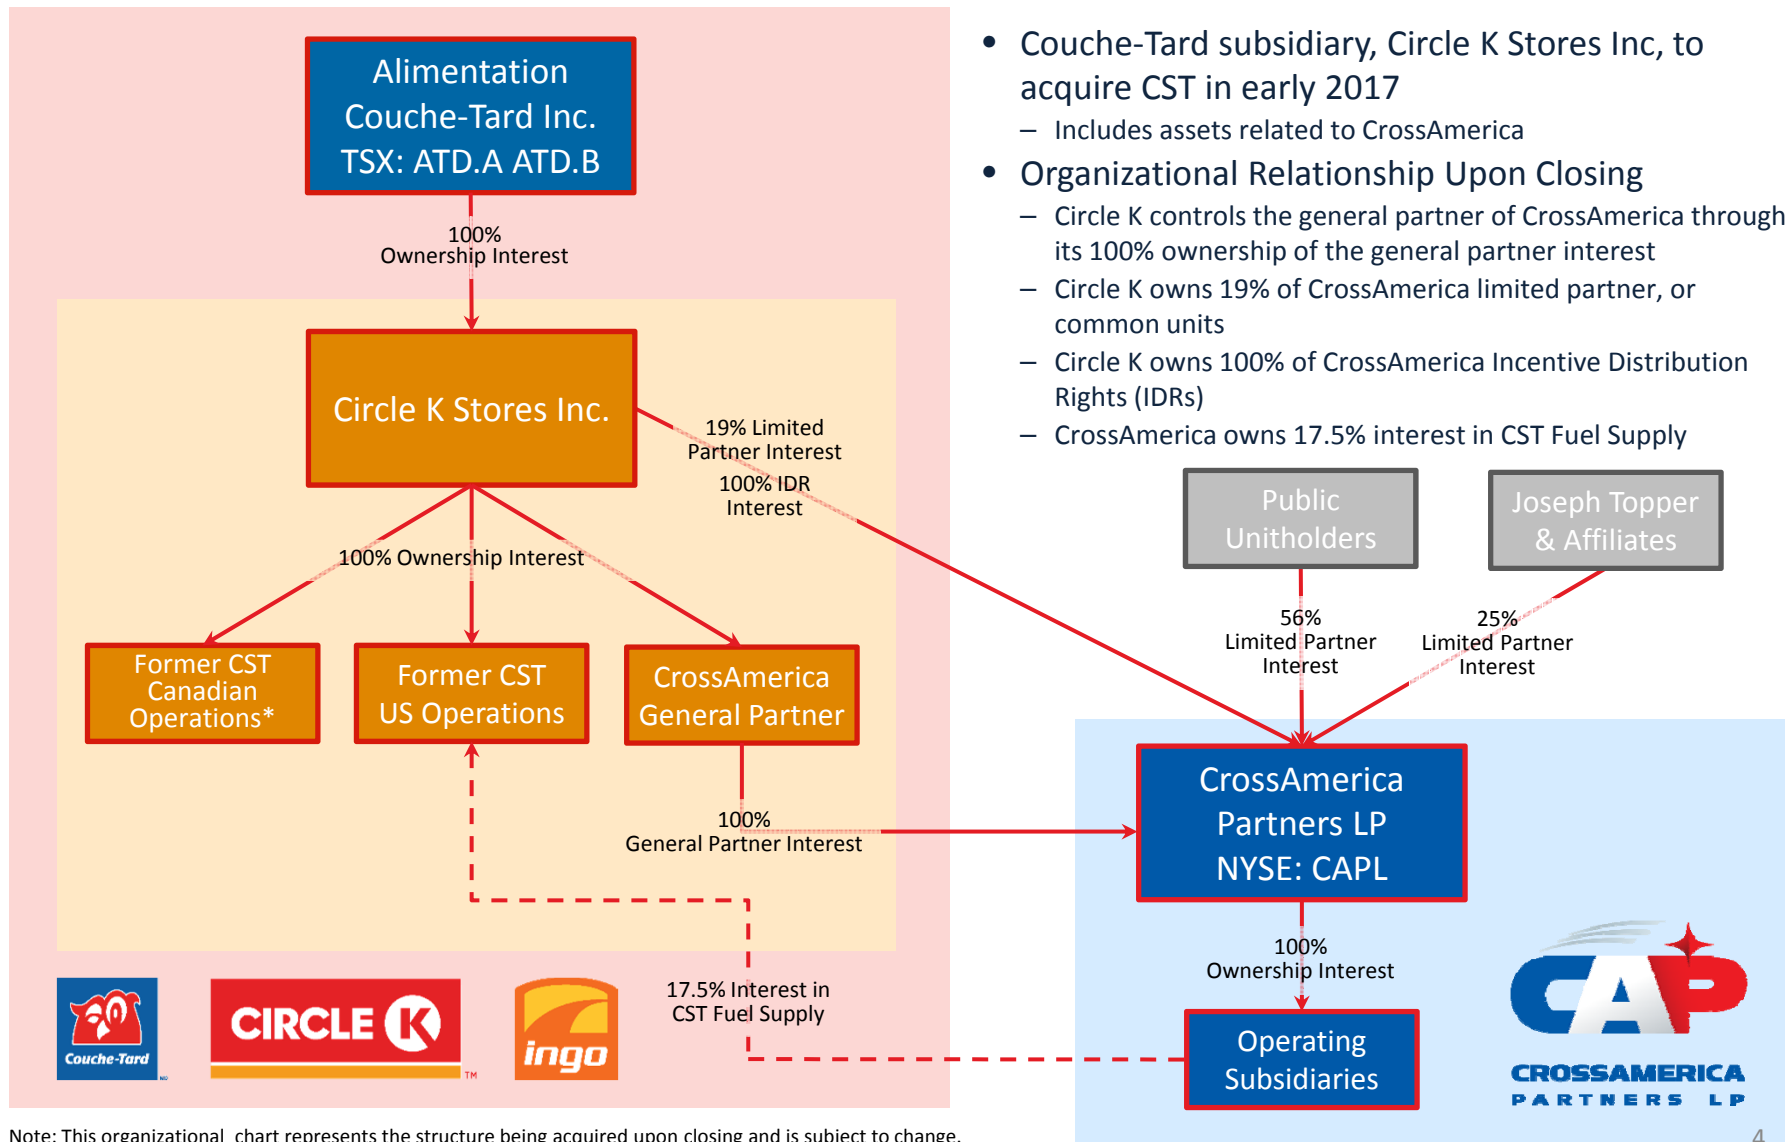 Alimentation
Couche-Tard Inc.
TSX: ATD.A ATD.B
100%
Ownership Interest
Circle K Stores Inc.
19% Limited
Partner Interest
100% IDR
Interest
100% Ownership Interest
Former CST
Canadian
Operations*
Former CST
US Operations
CrossAmerica
General Partner
100%
General Partner Interest
17.5% Interest in
CST Fuel Supply
Couche-Tard
CIRCLE K
TM
ingo
• Couche-Tard subsidiary, Circle K Stores Inc, to
acquire CST in early 2017
– Includes assets related to CrossAmerica
• Organizational Relationship Upon Closing
– Circle K controls the general partner of CrossAmerica through
its 100% ownership of the general partner interest
– Circle K owns 19% of CrossAmerica limited partner, or
common units
– Circle K owns 100% of CrossAmerica Incentive Distribution
Rights (IDRs)
– CrossAmerica owns 17.5% interest in CST Fuel Supply
Public
Unitholders
Joseph Topper
& Affiliates
56%
Limited Partner
Interest
25%
Limited Partner
Interest
CrossAmerica
Partners LP
NYSE: CAPL
100%
Ownership Interest
Operating
Subsidiaries
CAP
CROSSAMERICA
PARTNERS LP
Note: This organizational chart represents the structure being acquired upon closing and is subject to change.
4